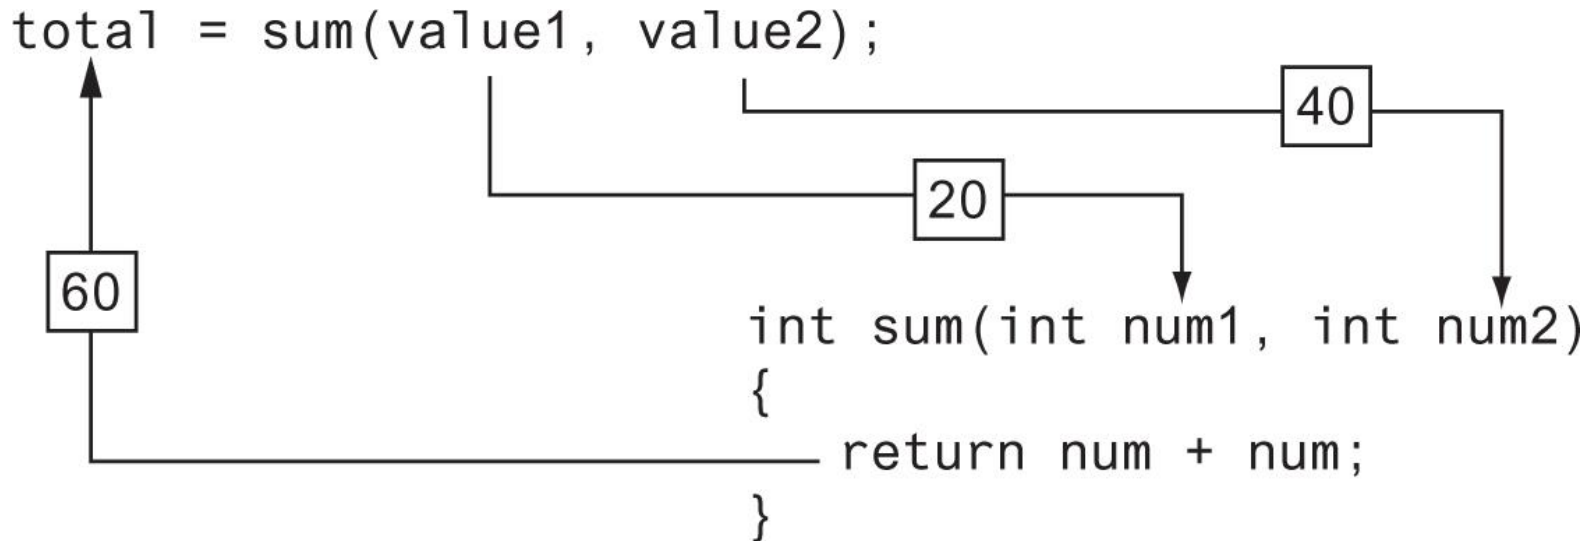 total = sum(value1, value2);
40
20
60
int sum(int num1, int num2)
{
return num + num;
}